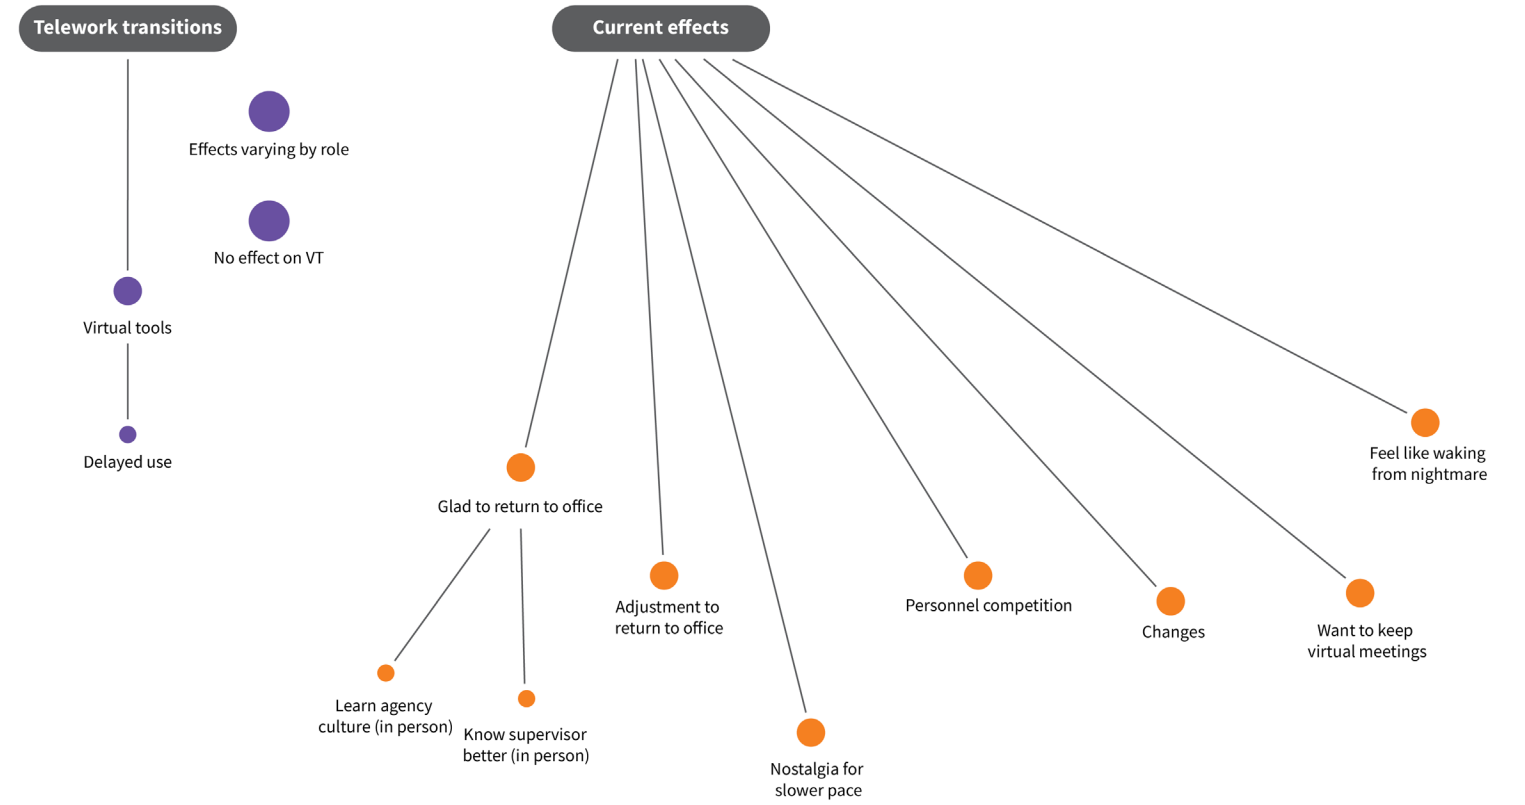 Telework transitions
Current effects
Effects varying by role
No effect on VT
Virtual tools
Delayed use
Feel like waking
from nightmare
Glad to return to office
Adjustment to
return to office
Personnel competition
Changes
Want to keep
virtual meetings
Learn agency
culture (in person)
Know supervisor
better (in person)
Nostalgia for
slower pace